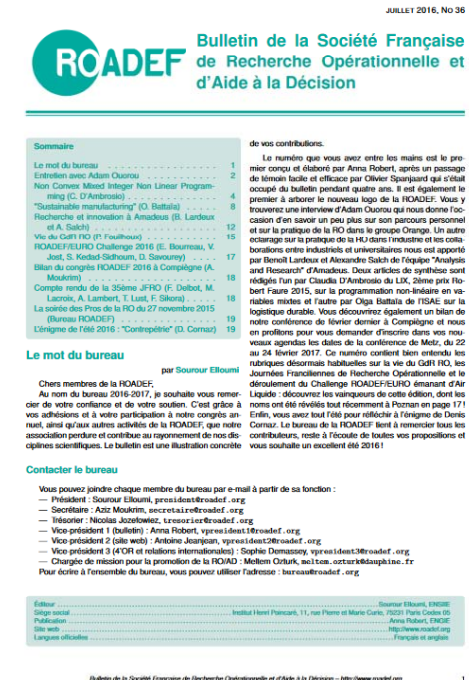 JUILLET 2016, NO 36
ROADEF
Bulletin de la Société Française
de Recherche Opérationnelle et
d'Aide à la Décision
Sommaire
Le mot du bureau . . . . . . . . . . . . . . . 1
Entretien avec Adam Ouorou . . . . . . . . . . 2
Non Convex Mixed Integer Non Linear Program-
ming (C. D'Ambrosio) . . . . . . . . . . . 4
"Sustainable manufacturing" (O. Battaïa) . . . . 8
Recherche et innovation à Amadeus (B. Lardeux
et A. Salch) . . . . . . . . . . . . . . . 12
Vie du GdR RO (P. Fouilhoux) . . . . . . . . . 15
ROADEF/EURO Challenge 2016 (E. Bourreau, V.
Jost, S. Kedad-Sidhoum, D. Savourey) . . . . 17
Bilan du congrès ROADEF 2016 à Compiègne (A.
Moukrim) . . . . . . . . . . . . . . . . 18
Compte rendu de la 35ème JFRO (F. Delbot, M.
Lacroix, A. Lambert, T. Lust, F. Sikora) . . . . 18
La soirée des Pros de la RO du 27 novembre 2015
(Bureau ROADEF) . . . . . . . . . . . . . 19
L'énigme de l'été 2016 : "Contrepétrie" (D. Cornaz) 19
Le mot du bureau
par Sourour Elloumi
Chers membres de la ROADEF,
Au nom du bureau 2016-2017, je souhaite vous remer-
cier de votre confiance et de votre soutien. C'est grâce à
vos adhésions et à votre participation à notre congrès an-
nuel, ainsi qu'aux autres activités de la ROADEF, que notre
association perdure et contribue au rayonnement de nos dis-
ciplines scientifiques. Le bulletin est une illustration concrète
de vos contributions.
Le numéro que vous avez entre les mains est le pre-
mier conçu et élaboré par Anna Robert, après un passage
de témoin facile et efficace par Olivier Spanjaard qui s'était
occupé du bulletin pendant quatre ans. Il est également le
premier à arborer le nouveau logo de la ROADEF. Vous y
trouverez une interview d'Adam Ouorou qui nous donne l'oc-
casion d'en savoir un peu plus sur son parcours personnel
et sur la pratique de la RO dans le groupe Orange. Un autre
éclairage sur la pratique de la RO dans l'industrie et les colla-
borations entre industriels et universitaires nous est apporté
par Benoît Lardeux et Alexandre Salch de l'équipe "Analysis
and Research" d'Amadeus. Deux articles de synthèse sont
rédigés l'un par Claudia D'Ambrosio du LIX, 2ème prix Ro-
bert Faure 2015, sur la programmation non-linéaire en va-
riables mixtes et l'autre par Olga Battaïa de l'ISAE sur la
logistique durable. Vous découvrirez également un bilan de
notre conférence de février dernier à Compiègne et nous
en profitons pour vous demander d'inscrire dans vos nou-
veaux agendas les dates de la conférence de Metz, du 22
au 24 février 2017. Ce numéro contient bien entendu les
rubriques désormais habituelles sur la vie du GdR RO, les
Journées Franciliennes de Recherche Opérationnelle et le
déroulement du Challenge ROADEF/EURO émanant d'Air
Liquide : découvrez les vainqueurs de cette édition, dont les
noms ont été révélés tout récemment à Poznan en page 17 !
Enfin, vous avez tout l'été pour réfléchir à l'énigme de Denis
Cornaz. Le bureau de la ROADEF tient à remercier tous les
contributeurs, reste à l'écoute de toutes vos propositions et
vous souhaite un excellent été 2016 !
Contacter le bureau
Vous pouvez joindre chaque membre du bureau par e-mail à partir de sa fonction :
— Président : Sourour Elloumi, president@roadef.org
— Secrétaire : Aziz Moukrim, secretaire@roadef.org
— Trésorier : Nicolas Jozefowiez, tresorier@roadef.org
— Vice-président 1 (bulletin) : Anna Robert, vpresident1@roadef.org
— Vice-président 2 (site web) : Antoine Jeanjean, vpresident2@roadef.org
— Vice-président 3 (4'OR et relations internationales) : Sophie Demassey, vpresident3@roadef.org
— Chargée de mission pour la promotion de la RO/AD : Meltem Ozturk, meltem.ozturk@dauphine.fr
Pour écrire à l'ensemble du bureau, vous pouvez utiliser l'adresse : bureau@roadef.org
Éditeur . . . . Sourour Elloumi, ENSIIE
Siège social . . . . Institut Henri Poincaré, 11, rue Pierre et Marie Curie, 75231 Paris Cedex 05
Publication . . . . Anna Robert, ENGIE
Site web . . . . http://www.roadef.org
Langues officielles . . . . Français et anglais
Bulletin de la Société Française de Recherche Opérationnelle et d'Aide à la Décision – http://www.roadef.org 1